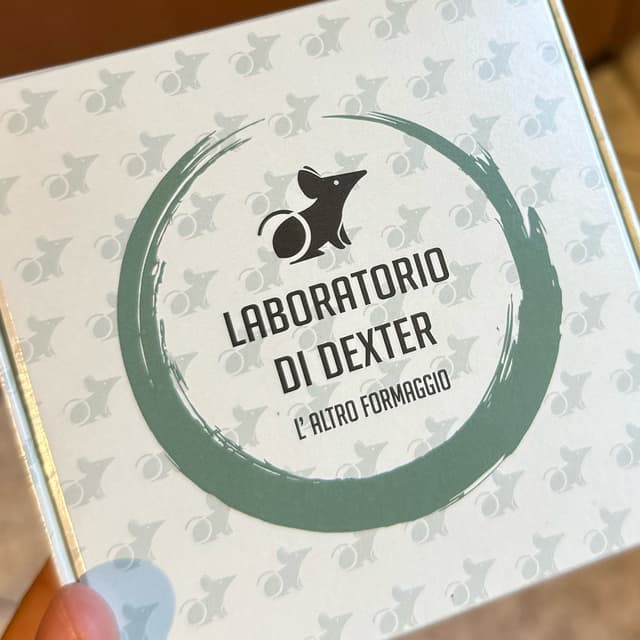 LABORATORIO
DI DEXTER
L' ALTRO FORMAGGIO